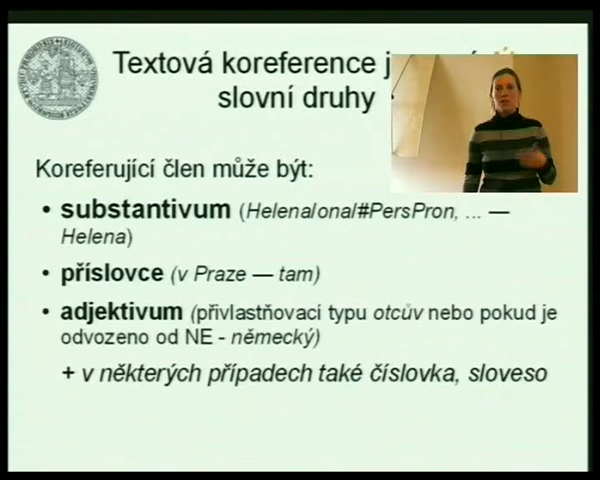 Textová koreference
slovní druhy
Koreferující člen může být:
• substantivum (Helena|ona|#PersPron, ... —
Helena)
• příslovce (v Praze — tam)
• adjektivum (přivlastňovací typu otcův nebo pokud je
odvozeno od NE - německý)
+ v některých případech také číslovka, sloveso